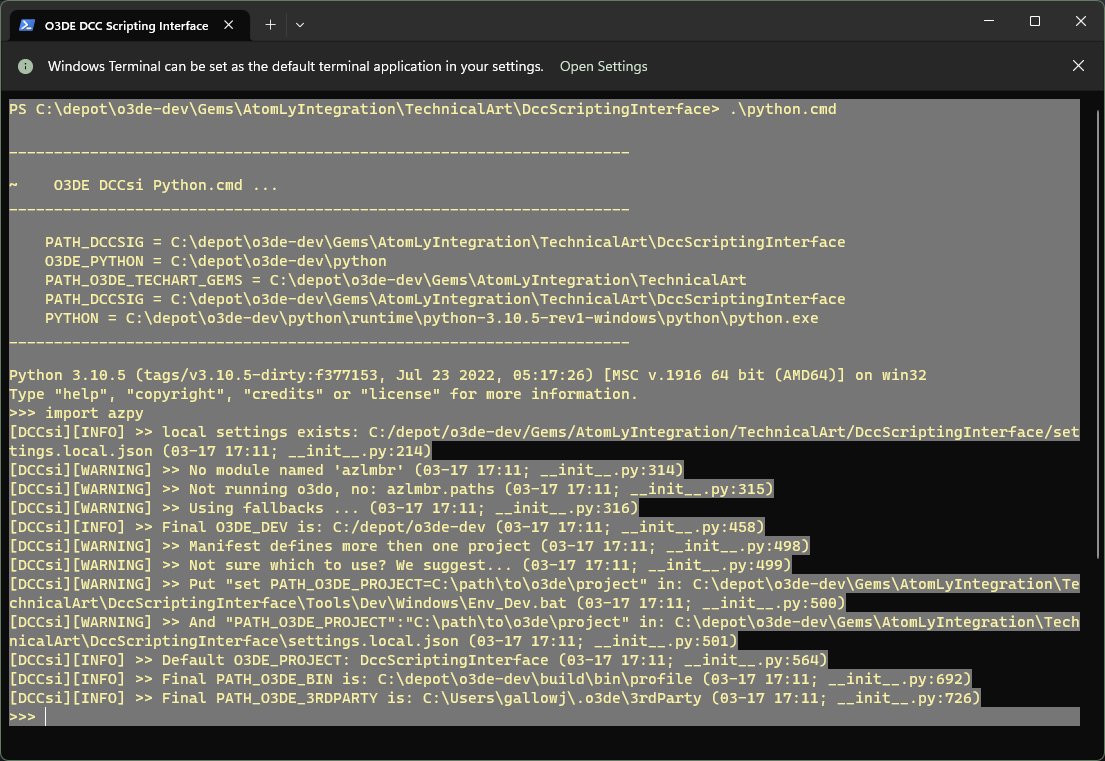 O3DE DCC Scripting Interface
Windows Terminal can be set as the default terminal application in your settings. Open Settings
PS C:\depot\o3de-dev\Gems\AtomLyIntegration\TechnicalArt\DccScriptingInterface> .\python.cmd
_____________________________________________________________________
~    O3DE DCCsi Python.cmd ...
_____________________________________________________________________
    PATH_DCCSIG = C:\depot\o3de-dev\Gems\AtomLyIntegration\TechnicalArt\DccScriptingInterface
    O3DE_PYTHON = C:\depot\o3de-dev\python
    PATH_O3DE_TECHART_GEMS = C:\depot\o3de-dev\Gems\AtomLyIntegration\TechnicalArt
    PATH_DCCSIG = C:\depot\o3de-dev\Gems\AtomLyIntegration\TechnicalArt\DccScriptingInterface
    PYTHON = C:\depot\o3de-dev\python\runtime\python-3.10.5-rev1-windows\python\python.exe
_____________________________________________________________________
Python 3.10.5 (tags/v3.10.5-dirty:f377153, Jul 23 2022, 05:17:26) [MSC v.1916 64 bit (AMD64)] on win32
Type "help", "copyright", "credits" or "license" for more information.
>>> import azpy
[DCCsi][INFO] >> local settings exists: C:/depot/o3de-dev/Gems/AtomLyIntegration/TechnicalArt/DccScriptingInterface/set
tings.local.json (03-17 17:11; __init__.py:214)
[DCCsi][WARNING] >> No module named 'azlmbr' (03-17 17:11; __init__.py:314)
[DCCsi][WARNING] >> Not running o3do, no: azlmbr.paths (03-17 17:11; __init__.py:315)
[DCCsi][WARNING] >> Using fallbacks ... (03-17 17:11; __init__.py:316)
[DCCsi][INFO] >> Final O3DE_DEV is: C:/depot/o3de-dev (03-17 17:11; __init__.py:458)
[DCCsi][WARNING] >> Manifest defines more then one project (03-17 17:11; __init__.py:498)
[DCCsi][WARNING] >> Not sure which to use? We suggest... (03-17 17:11; __init__.py:499)
[DCCsi][WARNING] >> Put "set PATH_O3DE_PROJECT=C:\path\to\o3de\project" in: C:\depot\o3de-dev\Gems\AtomLyIntegration\Te
chnicalArt\DccScriptingInterface\Tools\Dev\Windows\Env_Dev.bat (03-17 17:11; __init__.py:500)
[DCCsi][WARNING] >> And "PATH_O3DE_PROJECT":"C:\path\to\o3de\project" in: C:\depot\o3de-dev\Gems\AtomLyIntegration\Tech
nicalArt\DccScriptingInterface\settings.local.json (03-17 17:11; __init__.py:501)
[DCCsi][INFO] >> Default O3DE_PROJECT: DccScriptingInterface (03-17 17:11; __init__.py:564)
[DCCsi][INFO] >> Final PATH_O3DE_BIN is: C:\depot\o3de-dev\build\bin\profile (03-17 17:11; __init__.py:692)
[DCCsi][INFO] >> Final PATH_O3DE_3RDPARTY is: C:\Users\gallowj\.o3de\3rdParty (03-17 17:11; __init__.py:726)
>>>